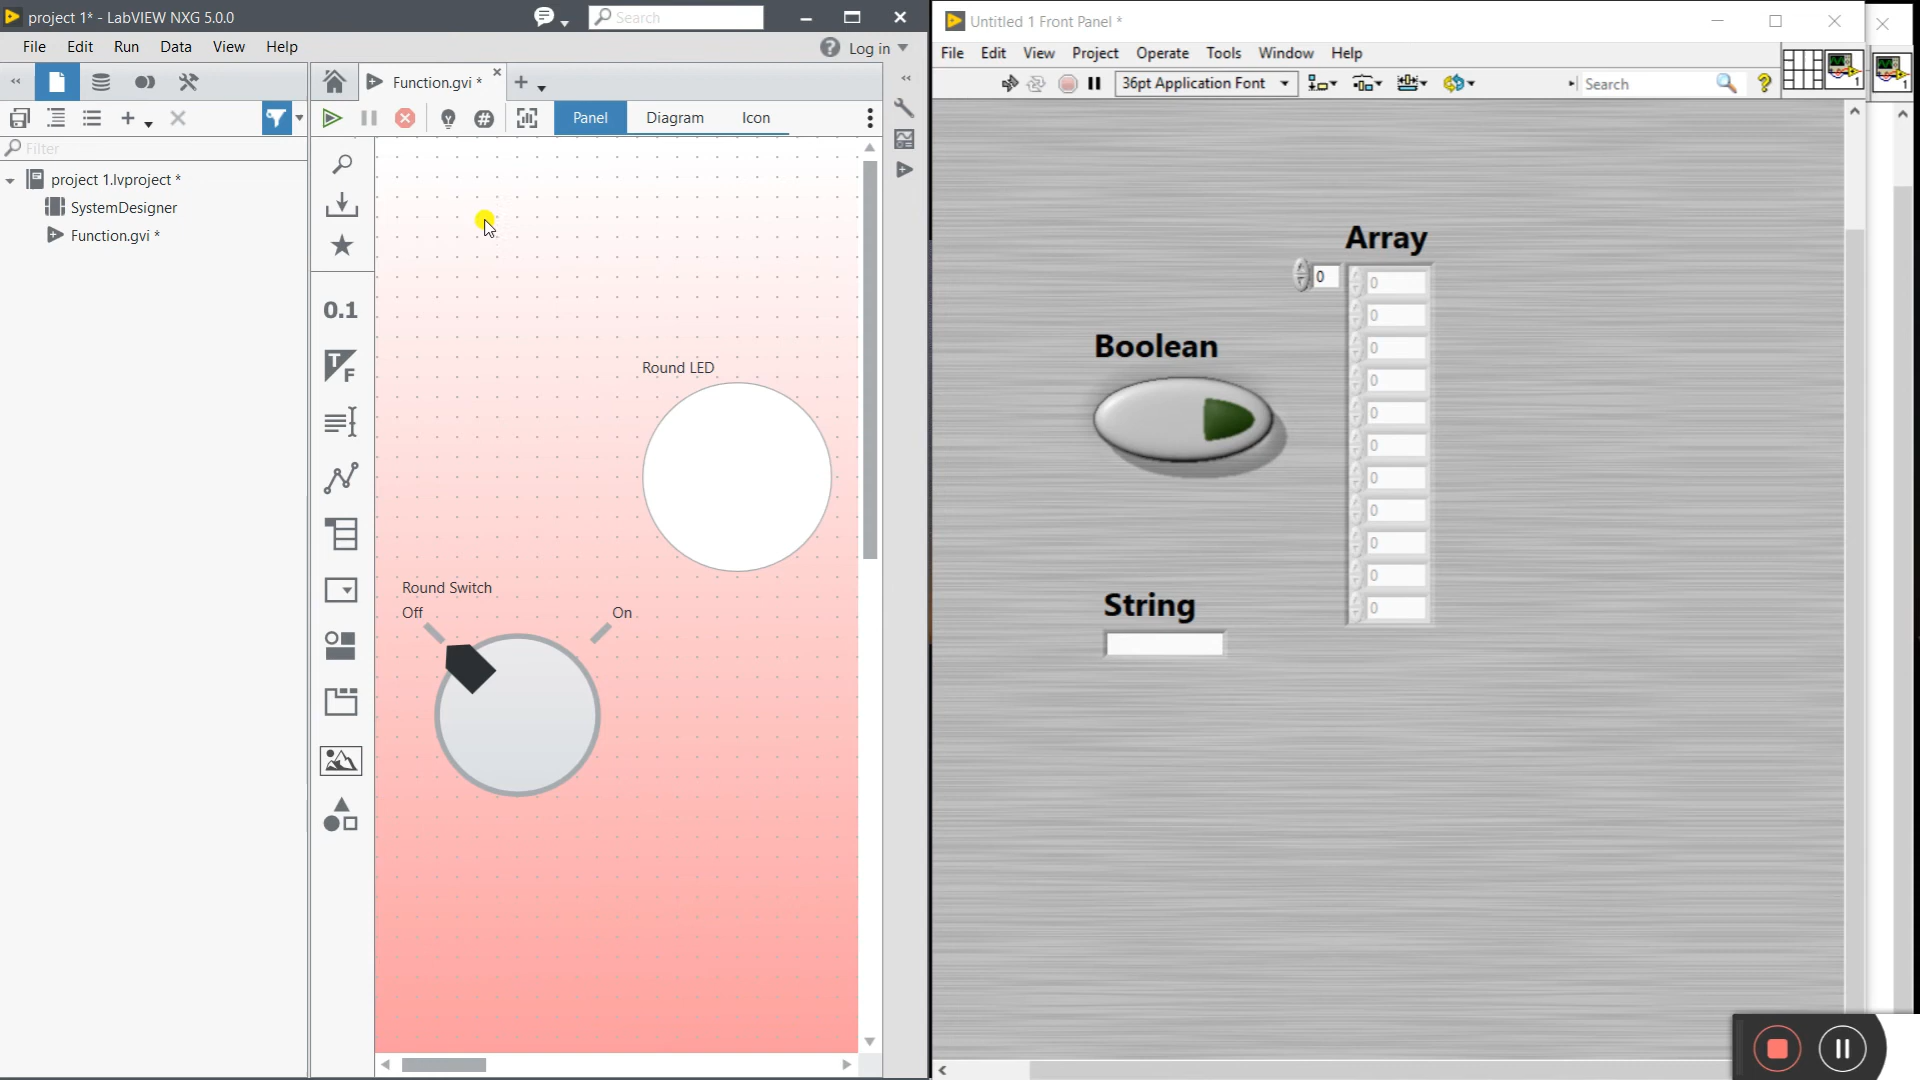 project 1* - LabVIEW NXG 5.0.0
Search
File Edit Run Data View Help
Log in
Function.gvi *
Panel Diagram Icon
Filter
project 1.lvproject *
SystemDesigner
Function.gvi *
0.1
T
F
Round LED
Round Switch
Off
On
Untitled 1 Front Panel *
File Edit View Project Operate Tools Window Help
36pt Application Font
Search
?
1
1
Array
0
0
0
0
0
0
0
0
0
0
0
0
Boolean
String